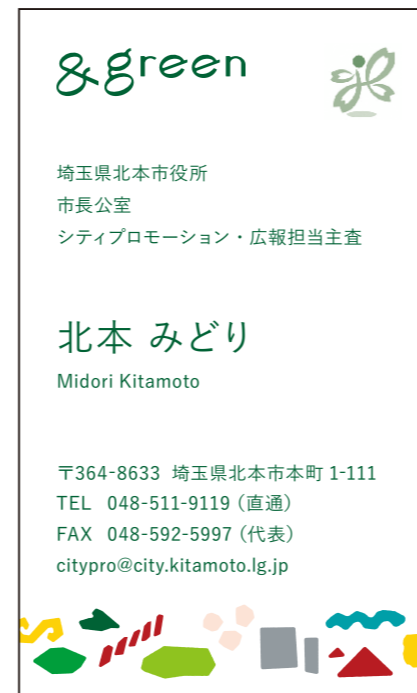 &green
埼玉県北本市役所
市長公室
シティプロモーション・広報担当主査
北本 みどり
Midori Kitamoto
〒364-8633 埼玉県北本市本町 1-111
TEL 048-511-9119（直通）
FAX 048-592-5997（代表）
citypro@city.kitamoto.lg.jp